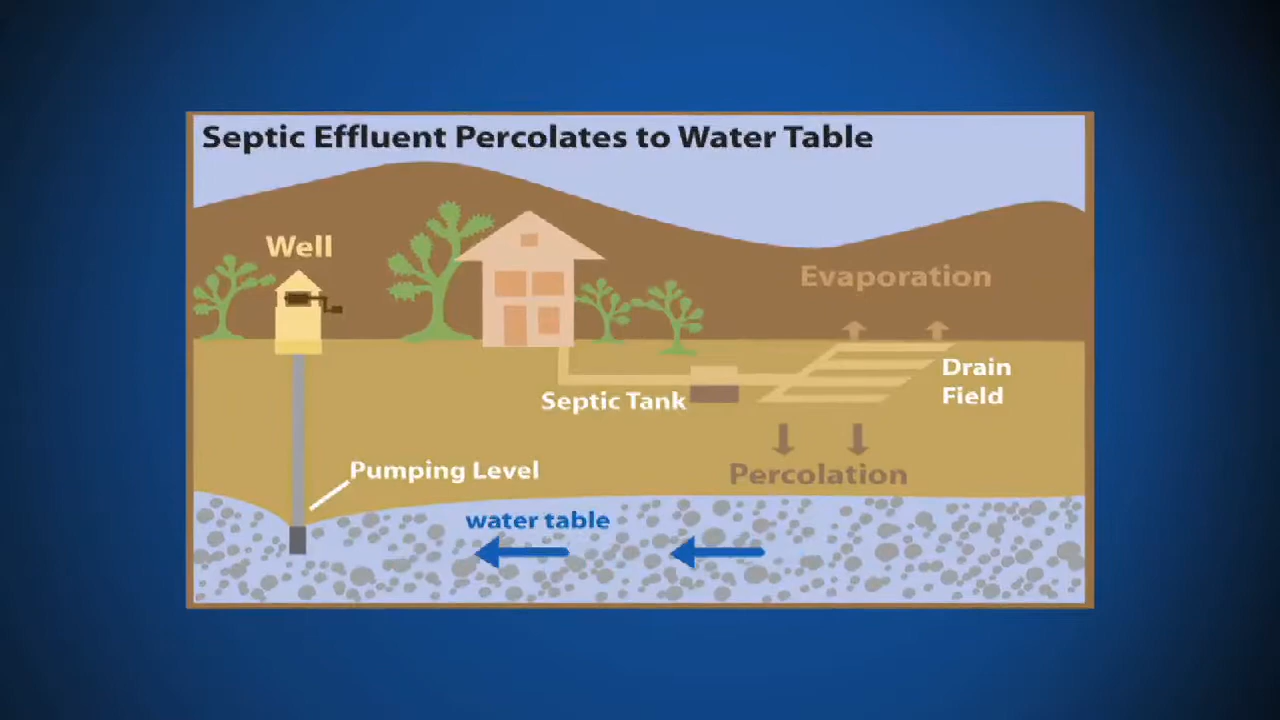 Septic Effluent Percolates to Water Table
Well
Evaporation
Drain
Field
Septic Tank
Pumping Level
Percolation
water table